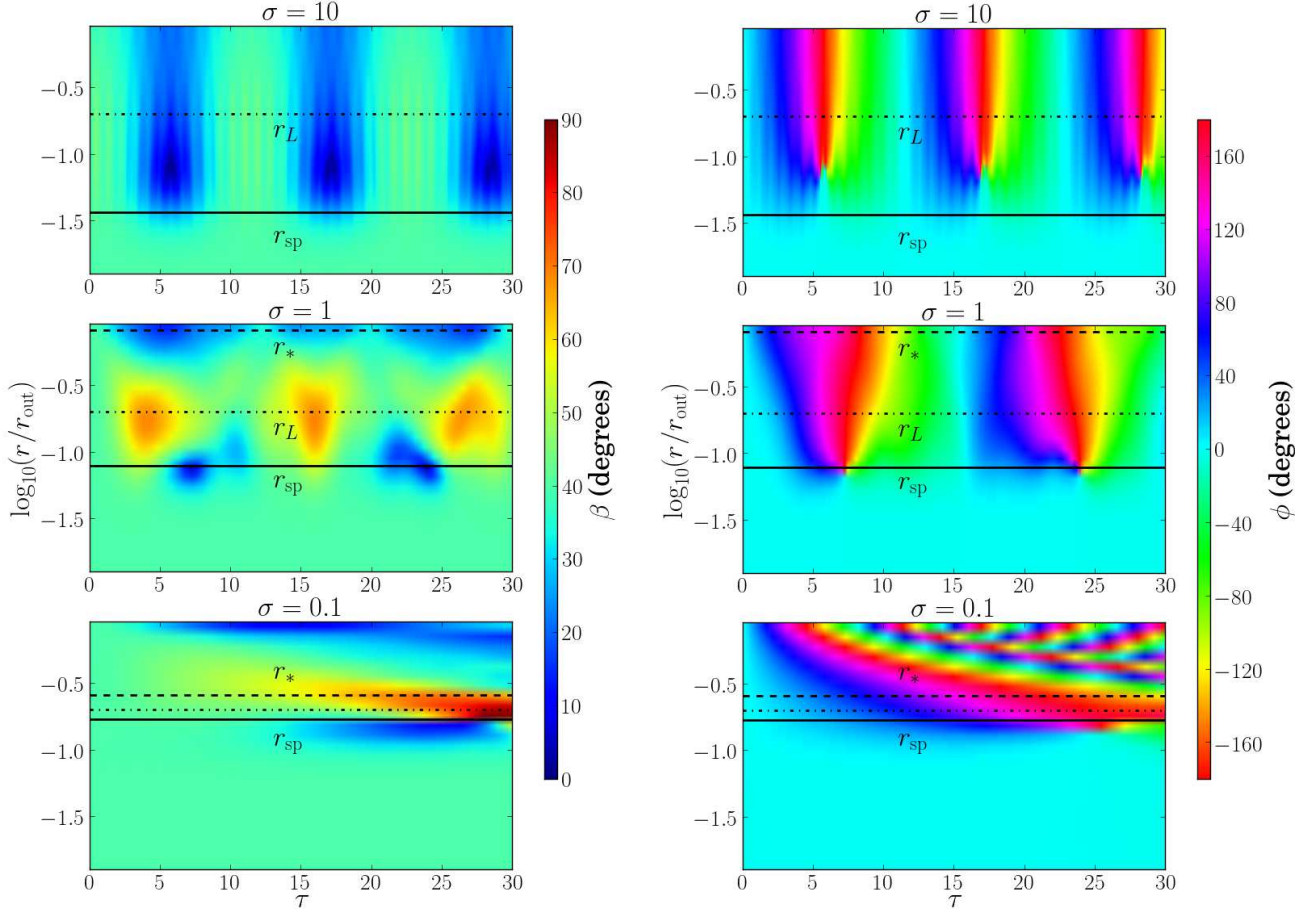 σ = 10
σ = 10
−0.5
−1.0
−1.5
r_L
r_sp
0 5 10 15 20 25 30
−0.5
−1.0
−1.5
r_L
r_sp
0 5 10 15 20 25 30
σ = 1
σ = 1
log₁₀(r/r_out)
−0.5
−1.0
−1.5
r_*
r_L
r_sp
0 5 10 15 20 25 30
log₁₀(r/r_out)
−0.5
−1.0
−1.5
r_*
r_L
r_sp
0 5 10 15 20 25 30
σ = 0.1
σ = 0.1
−0.5
−1.0
−1.5
r_*
r_sp
0 5 10 15 20 25 30
τ
−0.5
−1.0
−1.5
r_*
r_sp
0 5 10 15 20 25 30
τ
90
80
70
60
50
40
30
20
10
0
β (degrees)
160
120
80
40
0
−40
−80
−120
−160
ϕ (degrees)